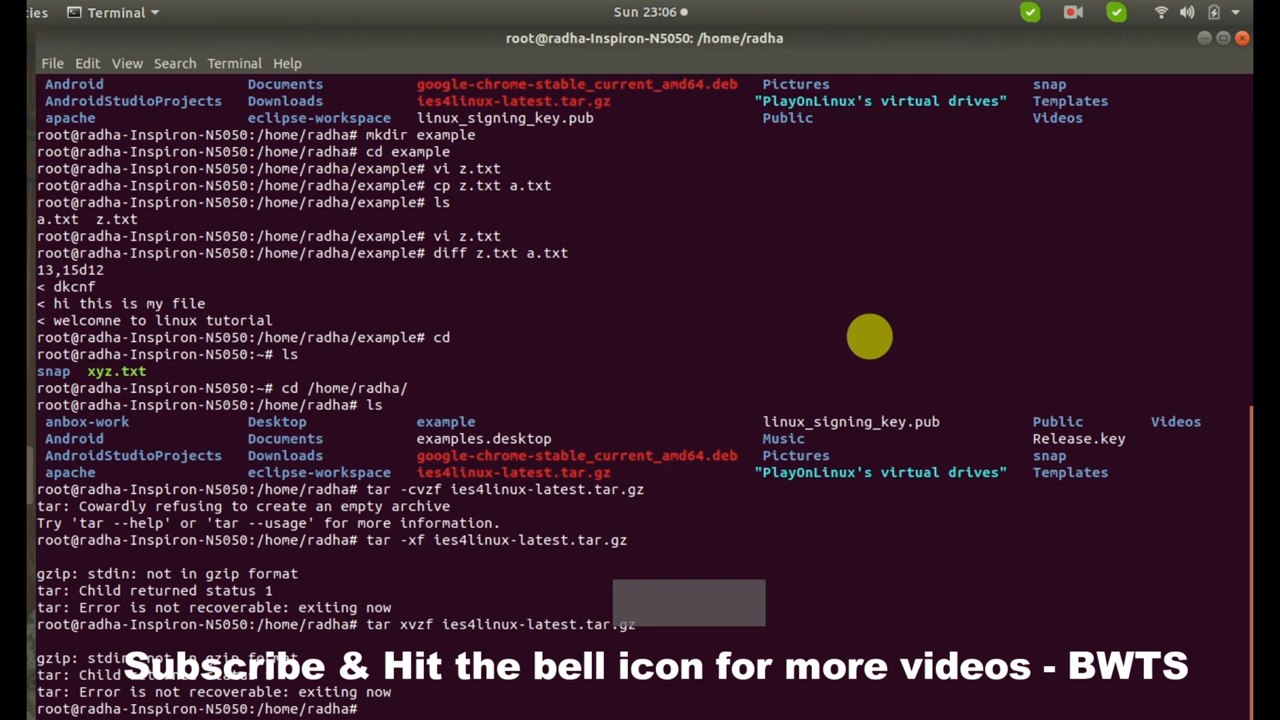 ies Terminal Sun 23:06
root@radha-Inspiron-N5050: /home/radha
File Edit View Search Terminal Help
Android Documents google-chrome-stable_current_amd64.deb Pictures snap
AndroidStudioProjects Downloads ies4linux-latest.tar.gz "PlayOnLinux's virtual drives" Templates
apache eclipse-workspace linux_signing_key.pub Public Videos
root@radha-Inspiron-N5050:/home/radha# mkdir example
root@radha-Inspiron-N5050:/home/radha# cd example
root@radha-Inspiron-N5050:/home/radha/example# vi z.txt
root@radha-Inspiron-N5050:/home/radha/example# cp z.txt a.txt
root@radha-Inspiron-N5050:/home/radha/example# ls
a.txt z.txt
root@radha-Inspiron-N5050:/home/radha/example# vi z.txt
root@radha-Inspiron-N5050:/home/radha/example# diff z.txt a.txt
13,15d12
< dkcnf
< hi this is my file
< welcomne to linux tutorial
root@radha-Inspiron-N5050:/home/radha/example# cd
root@radha-Inspiron-N5050:~# ls
snap xyz.txt
root@radha-Inspiron-N5050:~# cd /home/radha/
root@radha-Inspiron-N5050:/home/radha# ls
anbox-work Desktop example linux_signing_key.pub Public Videos
Android Documents examples.desktop Music Release.key
AndroidStudioProjects Downloads google-chrome-stable_current_amd64.deb Pictures snap
apache eclipse-workspace ies4linux-latest.tar.gz "PlayOnLinux's virtual drives" Templates
root@radha-Inspiron-N5050:/home/radha# tar -cvzf ies4linux-latest.tar.gz
tar: Cowardly refusing to create an empty archive
Try 'tar --help' or 'tar --usage' for more information.
root@radha-Inspiron-N5050:/home/radha# tar -xf ies4linux-latest.tar.gz
gzip: stdin: not in gzip format
tar: Child returned status 1
tar: Error is not recoverable: exiting now
root@radha-Inspiron-N5050:/home/radha# tar xvzf ies4linux-latest.tar.gz
gzip: stdin: not in gzip format
Subscribe & Hit the bell icon for more videos - BWTS
tar: Child
tar: Error is not recoverable: exiting now
root@radha-Inspiron-N5050:/home/radha#